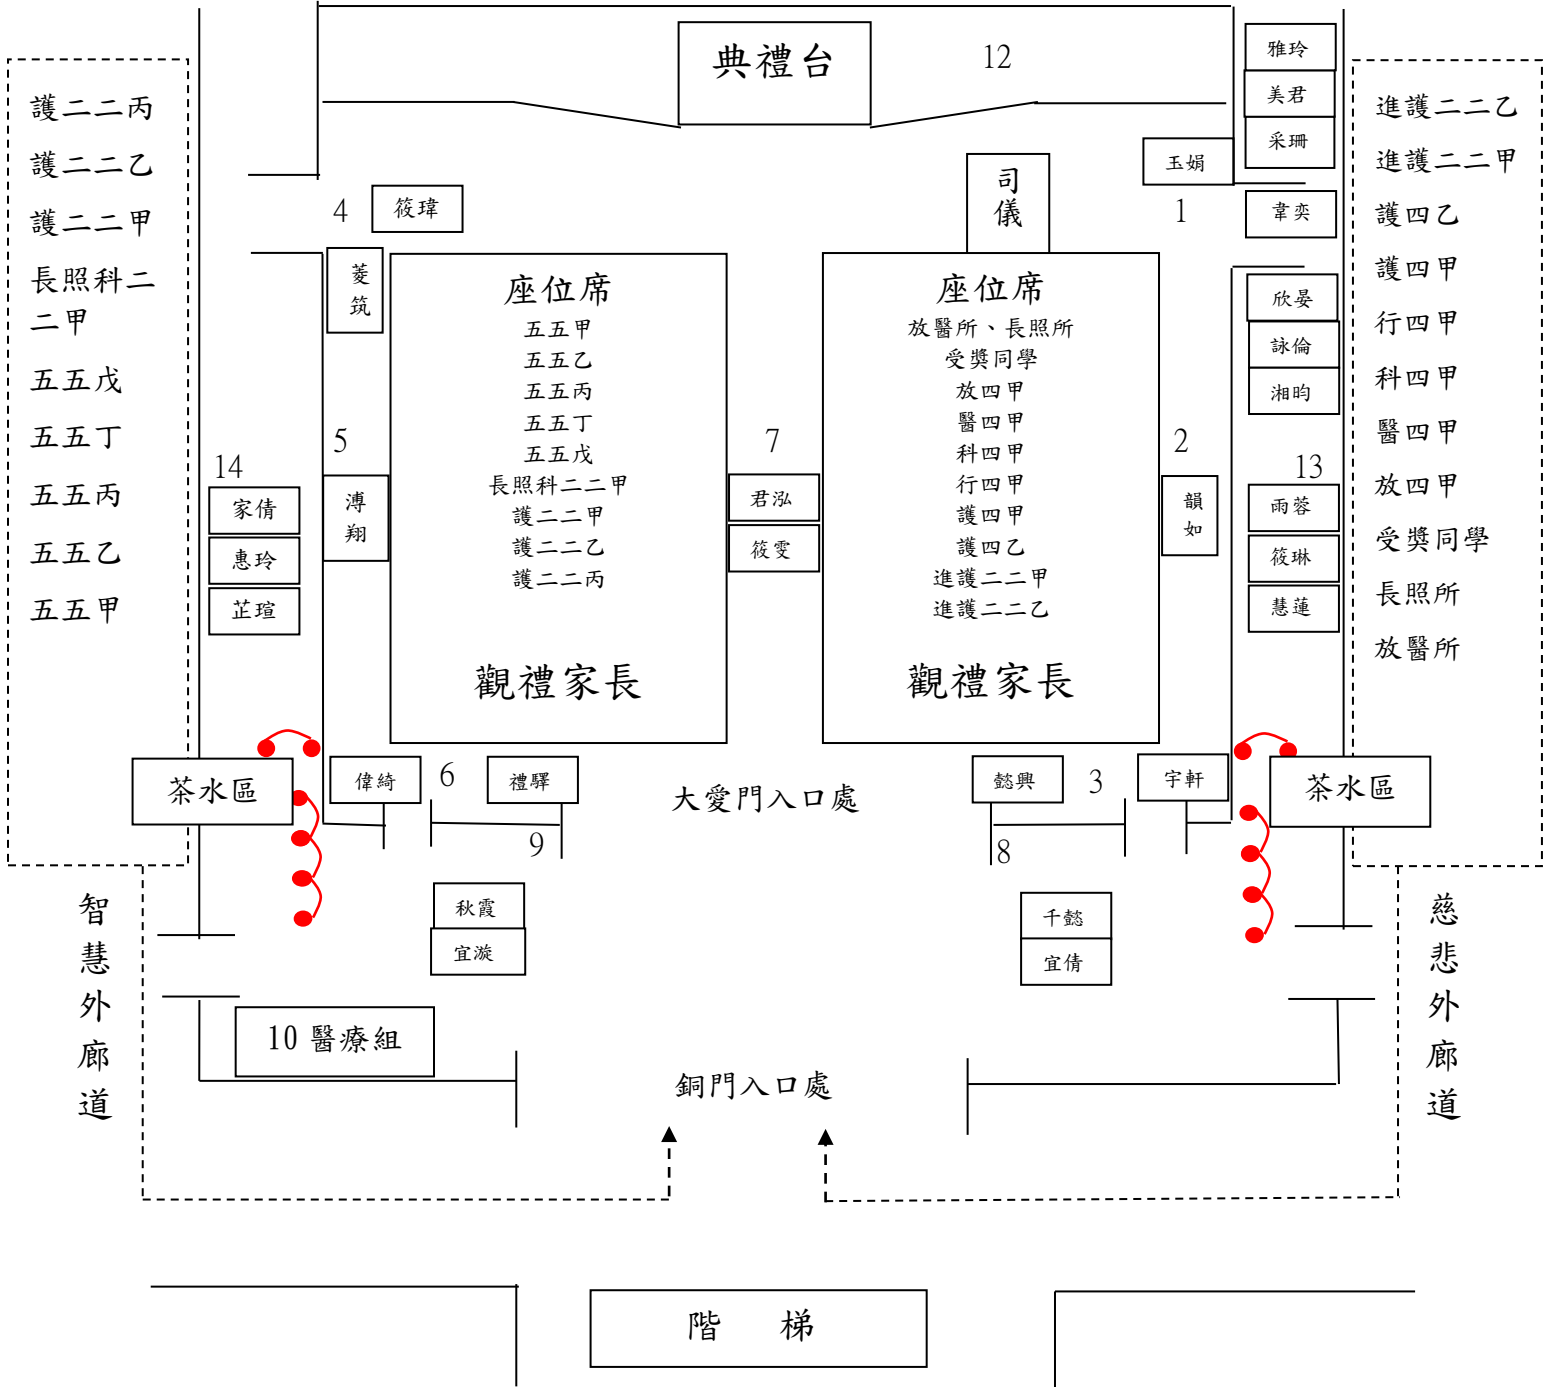 典禮台
12
雅玲
美君
采珊
玉娟
司儀
1
韋奕
4
筱瑋
菱筑
護二二丙
護二二乙
護二二甲
長照科二
二甲
五五戊
五五丁
五五丙
五五乙
五五甲
進護二二乙
進護二二甲
護四乙
護四甲
行四甲
科四甲
醫四甲
放四甲
受獎同學
長照所
放醫所
座位席
五五甲
五五乙
五五丙
五五丁
五五戊
長照科二二甲
護二二甲
護二二乙
護二二丙
觀禮家長
座位席
放醫所、長照所
受獎同學
放四甲
醫四甲
科四甲
行四甲
護四甲
護四乙
進護二二甲
進護二二乙
觀禮家長
欣晏
詠倫
湘昀
5
7
2
14
13
家倩
惠玲
芷瑄
溥翔
君泓
筱雯
韻如
雨蓉
筱琳
慧蓮
茶水區
偉綺
6
禮驛
大愛門入口處
懿興
3
宇軒
茶水區
9
8
秋霞
宜漩
千懿
宜倩
智慧外廊道
慈悲外廊道
10 醫療組
銅門入口處
階 梯